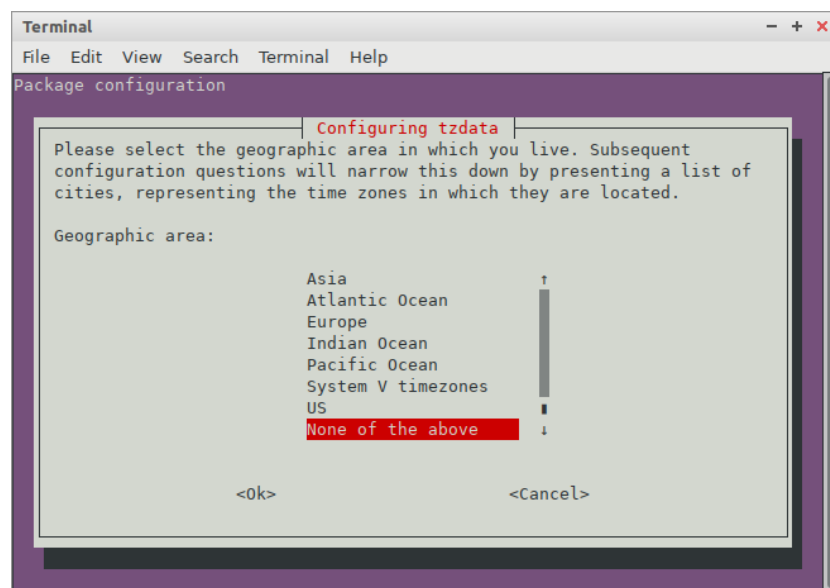 Terminal
File Edit View Search Terminal Help
Package configuration
Configuring tzdata
Please select the geographic area in which you live. Subsequent
configuration questions will narrow this down by presenting a list of
cities, representing the time zones in which they are located.
Geographic area:
Asia
Atlantic Ocean
Europe
Indian Ocean
Pacific Ocean
System V timezones
US
None of the above
<Ok> <Cancel>